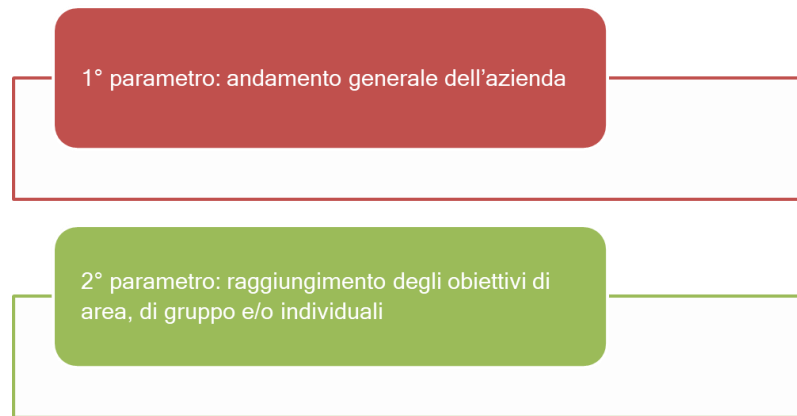 1° parametro: andamento generale dell’azienda
2° parametro: raggiungimento degli obiettivi di
area, di gruppo e/o individuali